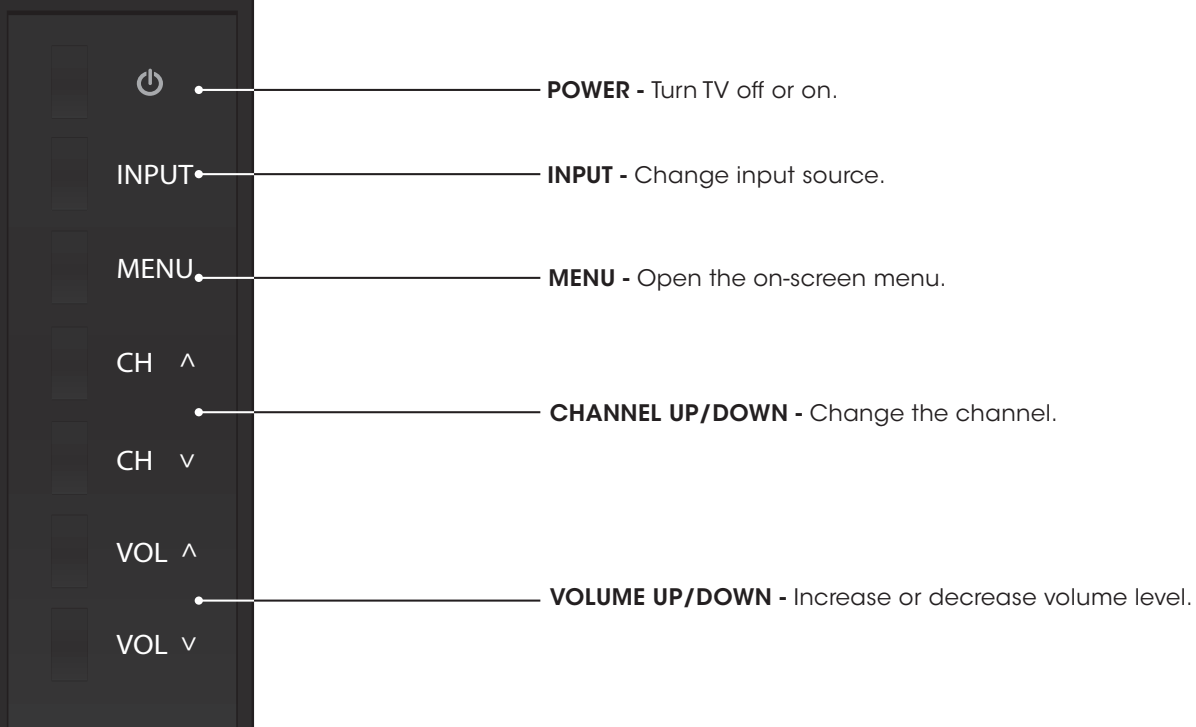 POWER - Turn TV off or on.
INPUT
INPUT - Change input source.
MENU
MENU - Open the on-screen menu.
CH ˄
CHANNEL UP/DOWN - Change the channel.
CH ˅
VOL ˄
VOLUME UP/DOWN - Increase or decrease volume level.
VOL ˅